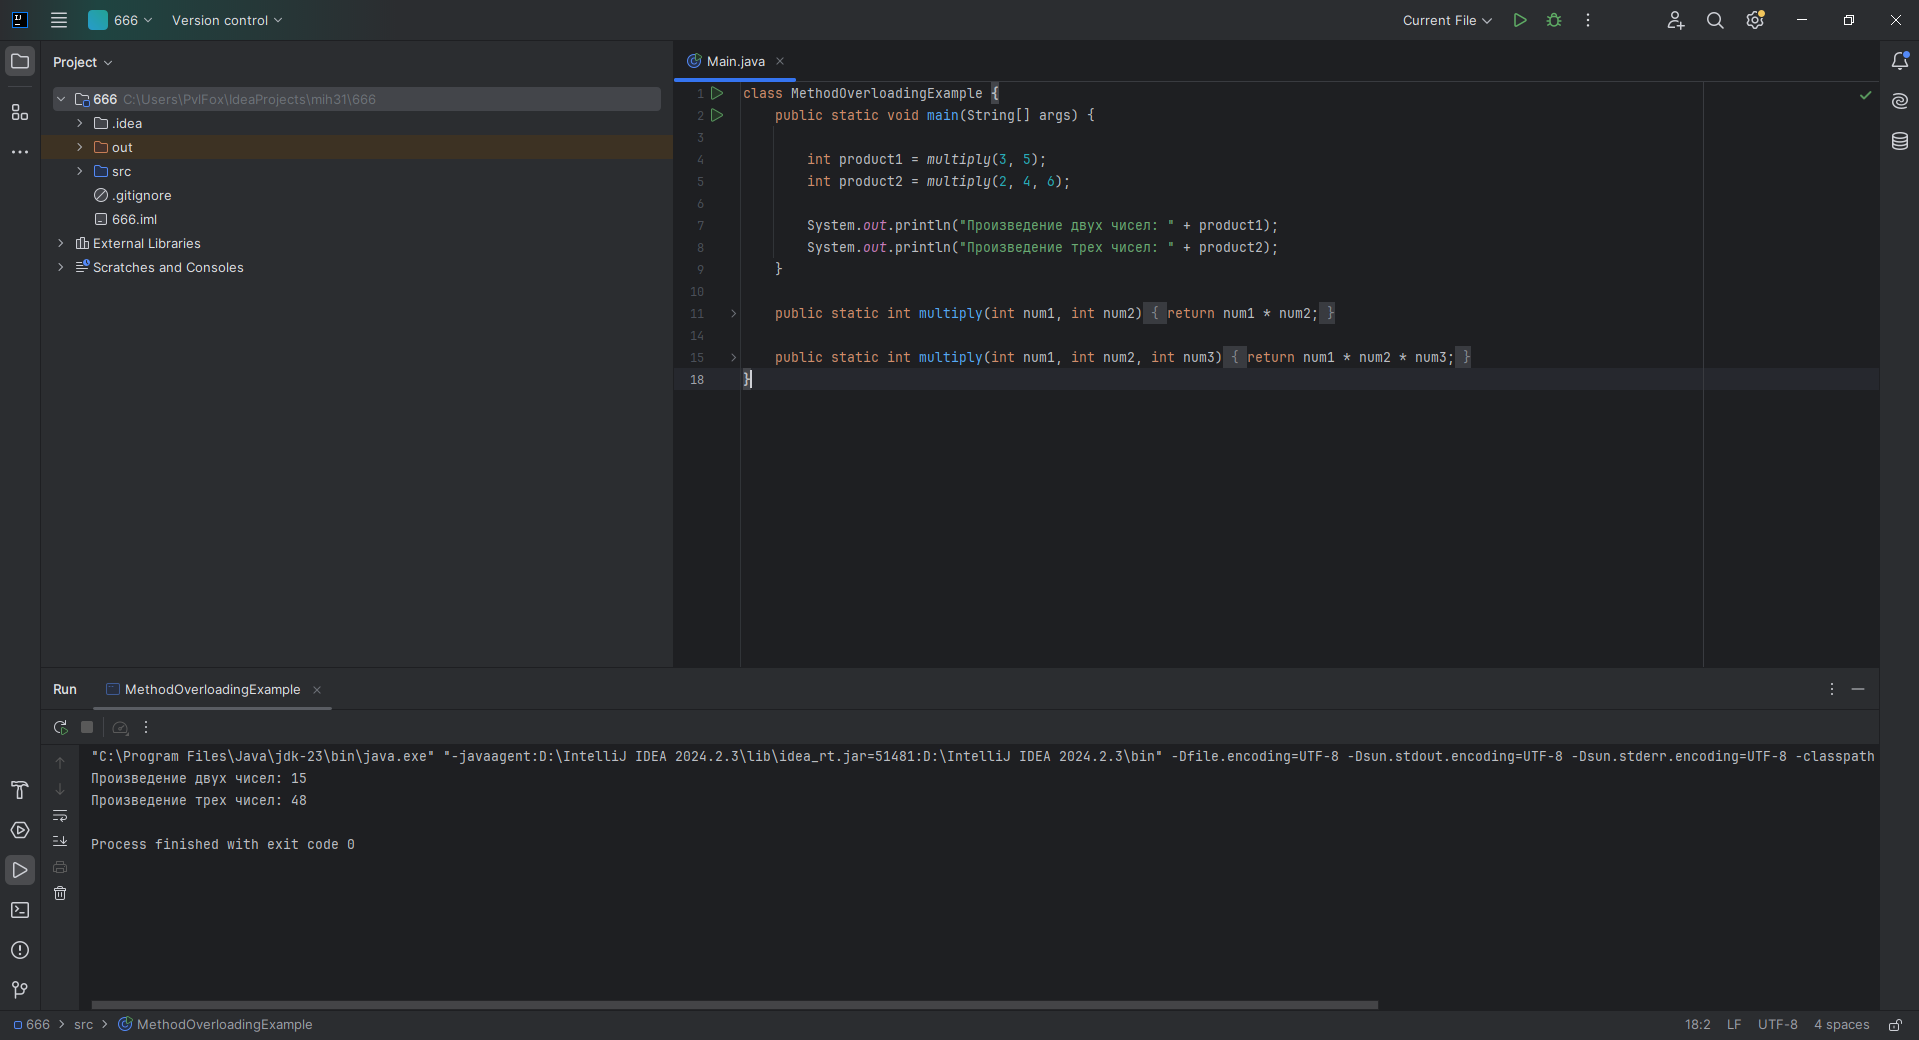 666 Version control Current File
Project
666 C:\Users\PvlFox\IdeaProjects\mih31\666
.idea
out
src
.gitignore
666.iml
External Libraries
Scratches and Consoles
Main.java
1 class MethodOverloadingExample {
2 public static void main(String[] args) {
3
4 int product1 = multiply(3, 5);
5 int product2 = multiply(2, 4, 6);
6
7 System.out.println("Произведение двух чисел: " + product1);
8 System.out.println("Произведение трех чисел: " + product2);
9 }
10
11 public static int multiply(int num1, int num2) { return num1 * num2; }
14
15 public static int multiply(int num1, int num2, int num3) { return num1 * num2 * num3; }
18 }
Run MethodOverloadingExample
"C:\Program Files\Java\jdk-23\bin\java.exe" "-javaagent:D:\IntelliJ IDEA 2024.2.3\lib\idea_rt.jar=51481:D:\IntelliJ IDEA 2024.2.3\bin" -Dfile.encoding=UTF-8 -Dsun.stdout.encoding=UTF-8 -Dsun.stderr.encoding=UTF-8 -classpath
Произведение двух чисел: 15
Произведение трех чисел: 48
Process finished with exit code 0
666 src MethodOverloadingExample 18:2 LF UTF-8 4 spaces